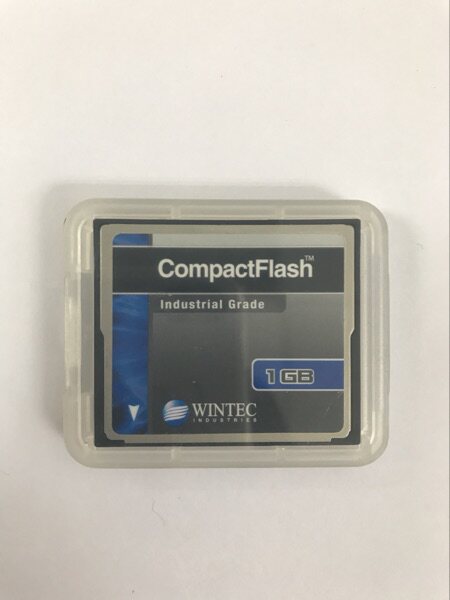 CompactFlash™
Industrial Grade
1GB
WINTEC
INDUSTRIES